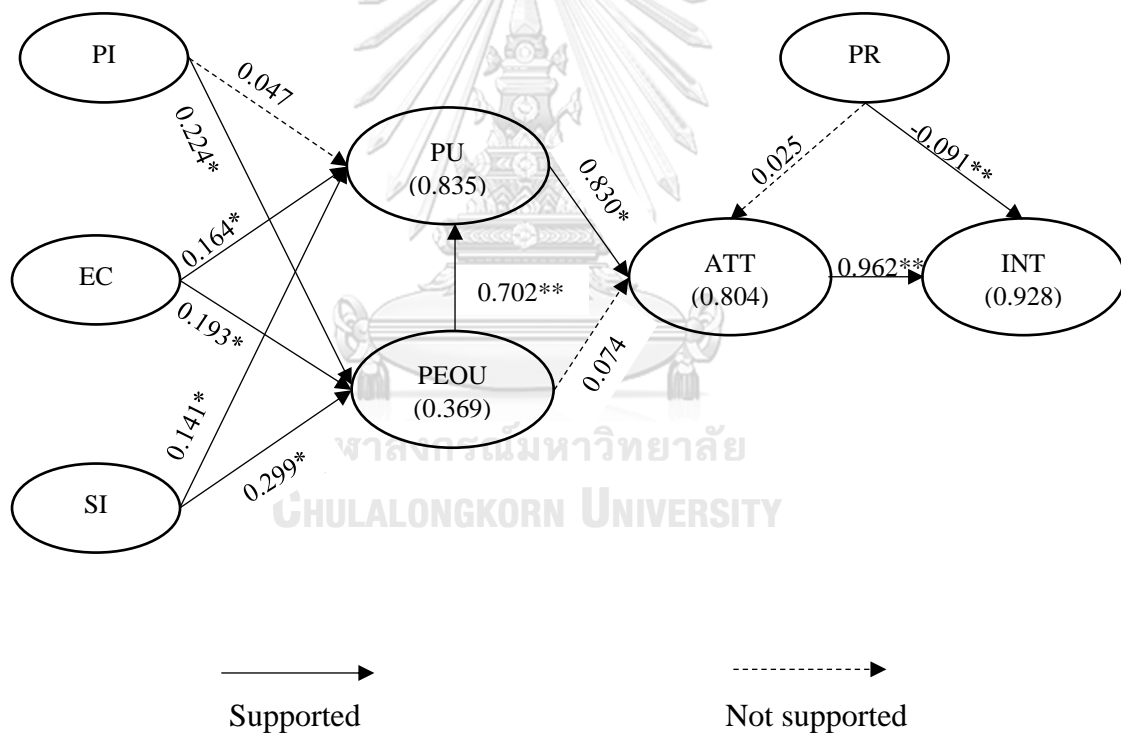 PI
PR
0.047
0.224*
PU
(0.835)
0.830*
0.025
-0.091**
0.164*
EC
0.193*
0.702**
ATT
(0.804)
0.962**
INT
(0.928)
PEOU
(0.369)
0.074
0.141*
0.299*
SI
จุฬาลงกรณ์มหาวิทยาลัย
CHULALONGKORN UNIVERSITY
Supported
Not supported